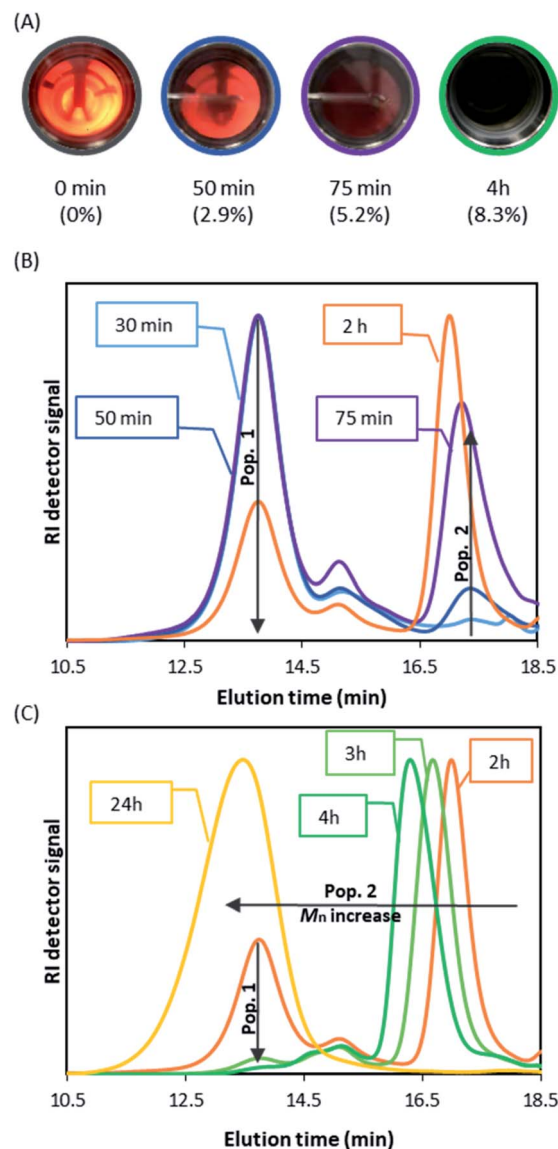 (A)
0 min 50 min 75 min 4h
(0%) (2.9%) (5.2%) (8.3%)
(B)
30 min
2 h
50 min
75 min
Pop. 1
Pop. 2
RI detector signal
10.5 12.5 14.5 16.5 18.5
Elution time (min)
(C)
3h
2h
24h
4h
Pop. 2
Mn increase
Pop. 1
RI detector signal
10.5 12.5 14.5 16.5 18.5
Elution time (min)